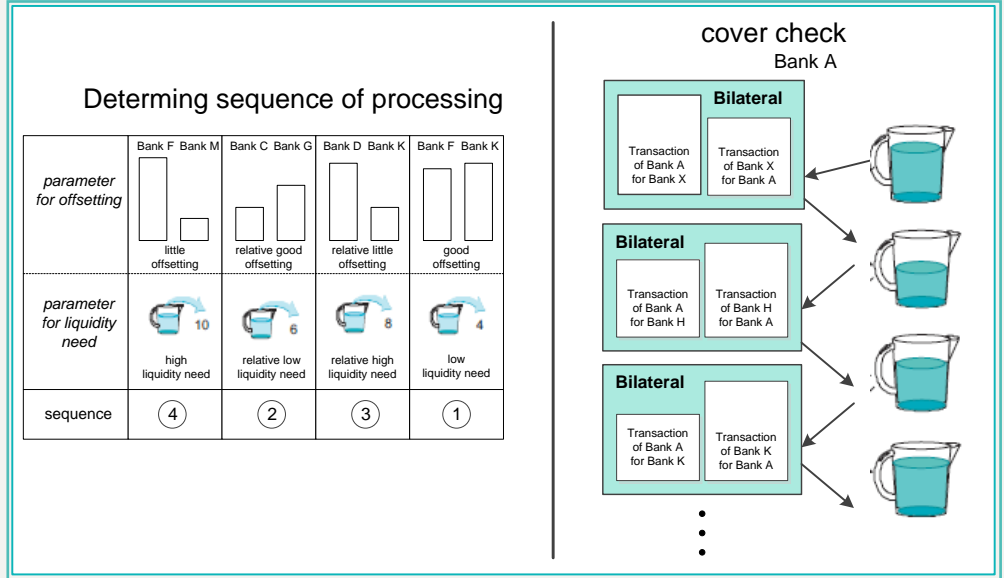 Determing sequence of processing
parameter
for offsetting
Bank F Bank M
little
offsetting
Bank C Bank G
relative good
offsetting
Bank D Bank K
relative little
offsetting
Bank F Bank K
good
offsetting
parameter
for liquidity
need
10
high
liquidity need
6
relative low
liquidity need
8
relative high
liquidity need
4
low
liquidity need
sequence
4
2
3
1
cover check
Bank A
Bilateral
Transaction
of Bank A
for Bank X
Transaction
of Bank X
for Bank A
Bilateral
Transaction
of Bank A
for Bank H
Transaction
of Bank H
for Bank A
Bilateral
Transaction
of Bank A
for Bank K
Transaction
of Bank K
for Bank A